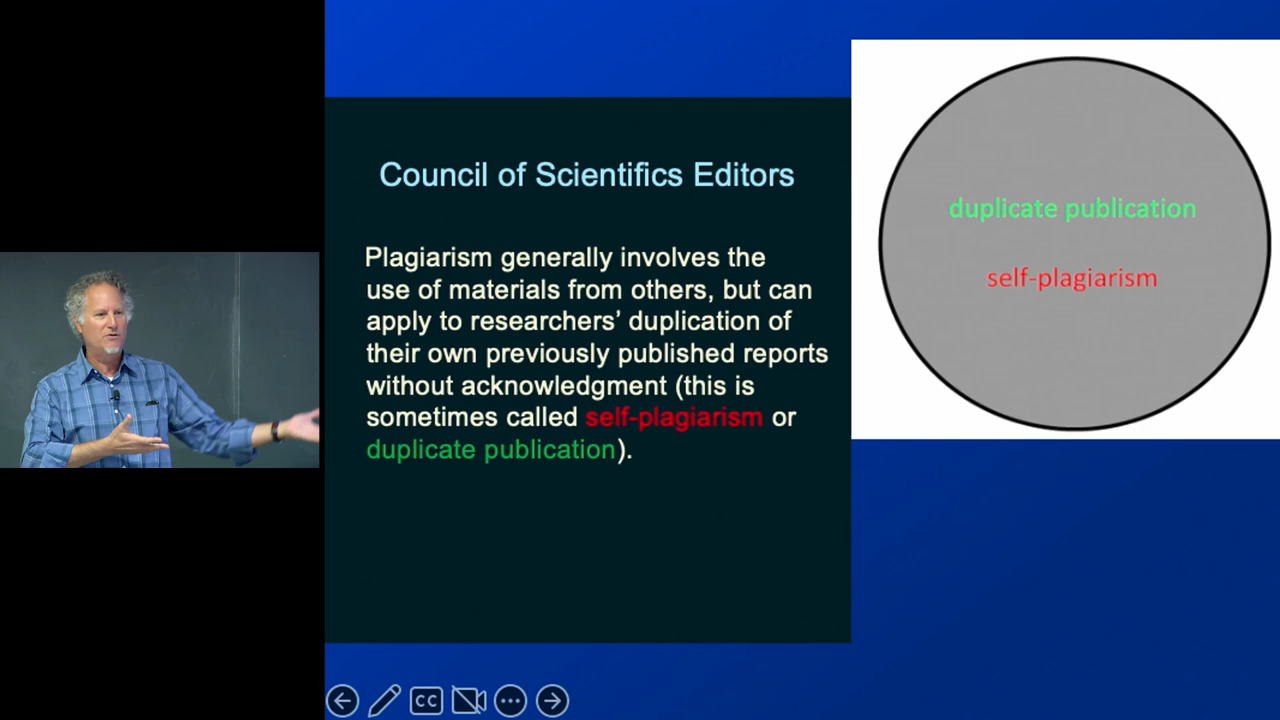 Council of Scientifics Editors
Plagiarism generally involves the
use of materials from others, but can
apply to researchers’ duplication of
their own previously published reports
without acknowledgment (this is
sometimes called self-plagiarism or
duplicate publication).
duplicate publication
self-plagiarism
CC